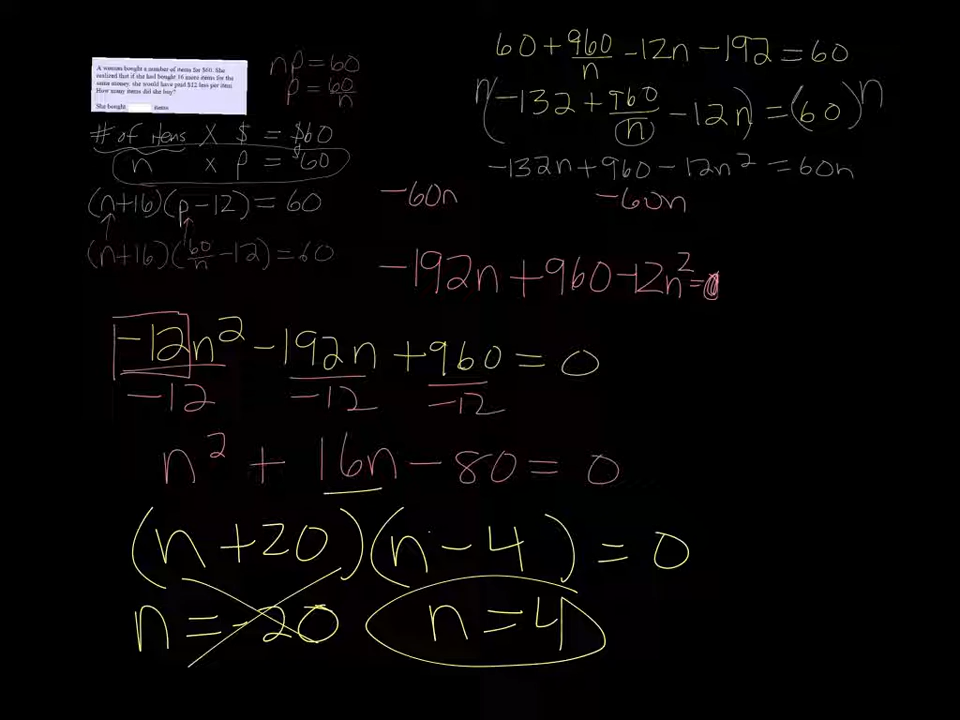 A woman bought a number of items for $60. She
realized that if she had bought 16 more items for the
same money, she would have paid $12 less per item.
How many items did she buy?
She bought items.
np = 60
p = 60/n
# of items X $ = $60
n x p = $60
(n+16)(p-12) = 60
(n+16)(60/n -12) = 60
60 + 960/n - 12n - 192 = 60
n(-132 + 960/n - 12n) = (60)n
-132n + 960 - 12n² = 60n
-60n -60n
-192n + 960 - 12n² = 0
-12n² - 192n + 960 = 0
-12 -12 -12
n² + 16n - 80 = 0
(n+20)(n-4) = 0
n = -20 n = 4